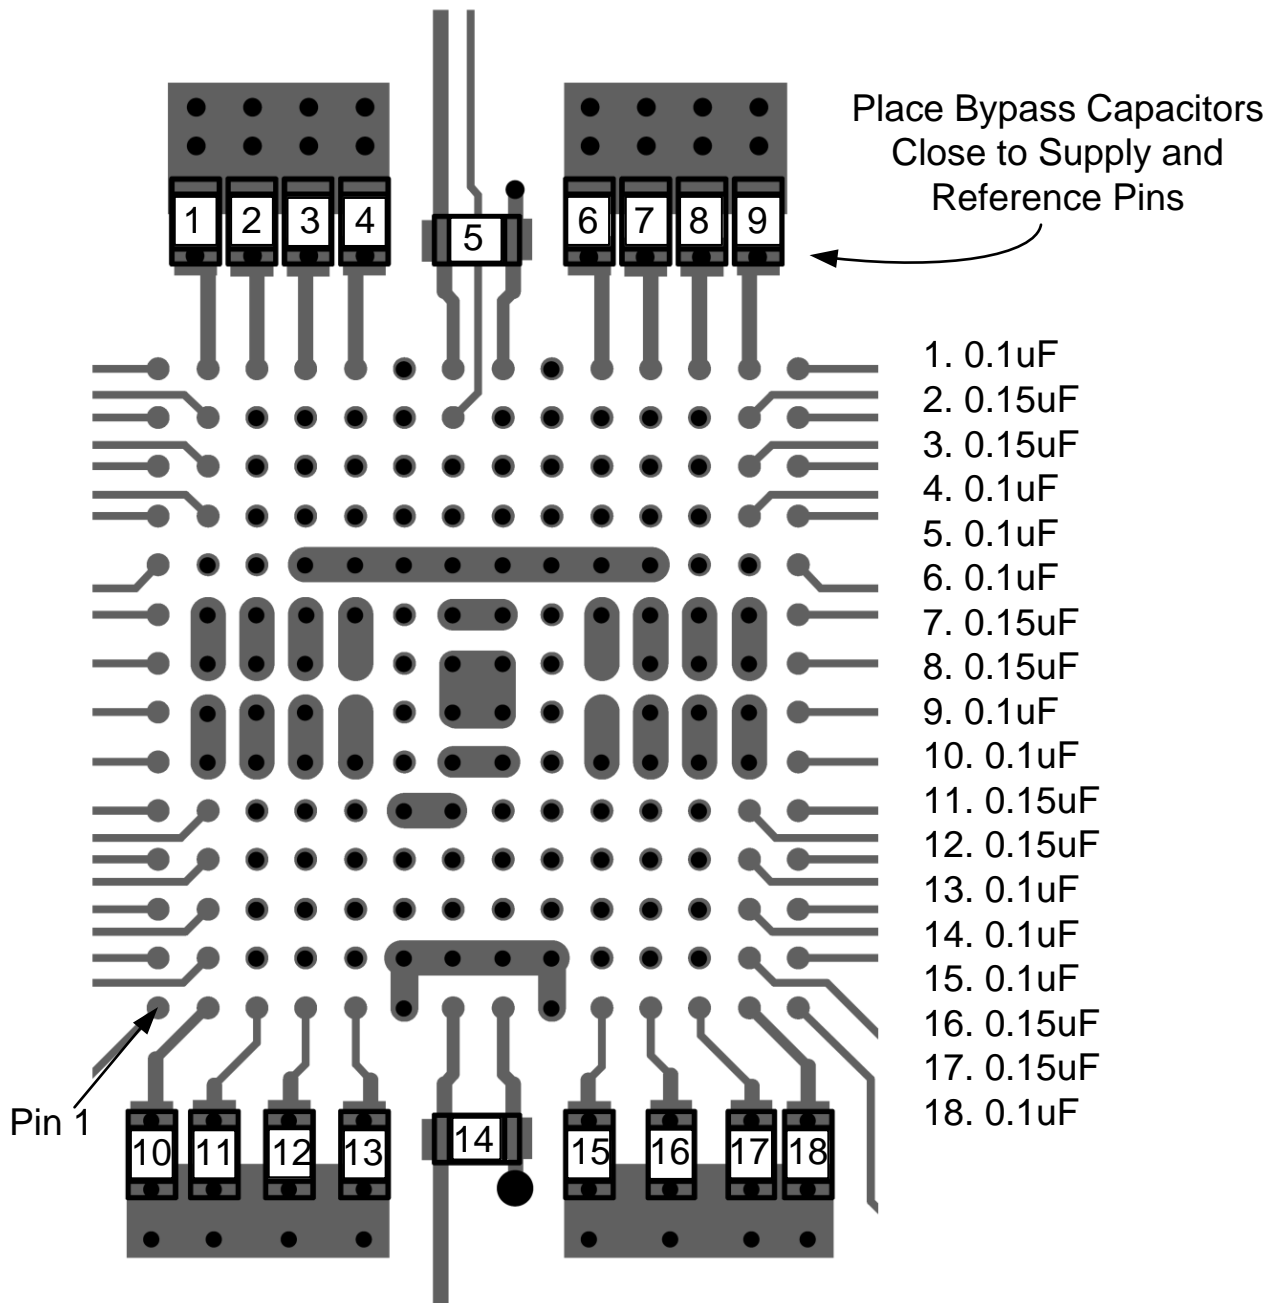 Place Bypass Capacitors
Close to Supply and
Reference Pins
1 2 3 4 5 6 7 8 9
1. 0.1uF
2. 0.15uF
3. 0.15uF
4. 0.1uF
5. 0.1uF
6. 0.1uF
7. 0.15uF
8. 0.15uF
9. 0.1uF
10. 0.1uF
11. 0.15uF
12. 0.15uF
13. 0.1uF
14. 0.1uF
15. 0.1uF
16. 0.15uF
17. 0.15uF
18. 0.1uF
Pin 1
10 11 12 13 14 15 16 17 18